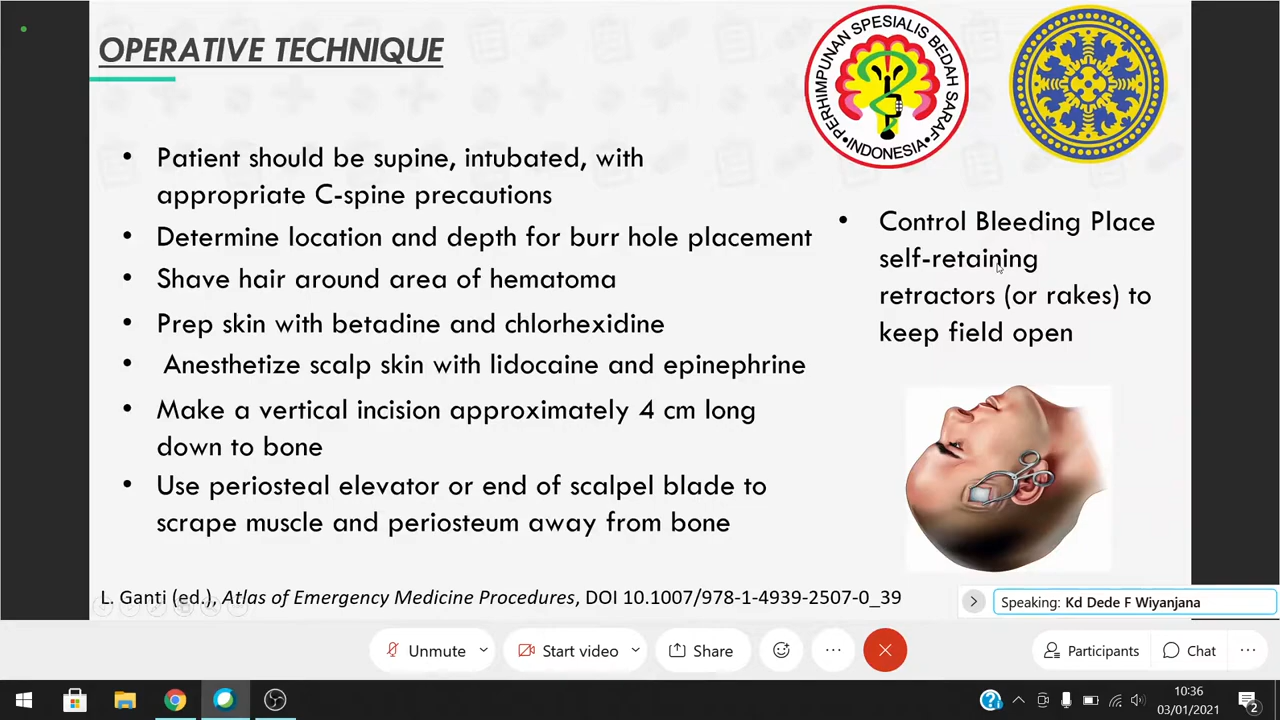 OPERATIVE TECHNIQUE
PERHIMPUNAN SPESIALIS BEDAH SARAF
• INDONESIA •
• Patient should be supine, intubated, with
appropriate C-spine precautions
• Determine location and depth for burr hole placement
• Shave hair around area of hematoma
• Prep skin with betadine and chlorhexidine
• Anesthetize scalp skin with lidocaine and epinephrine
• Make a vertical incision approximately 4 cm long
down to bone
• Use periosteal elevator or end of scalpel blade to
scrape muscle and periosteum away from bone
• Control Bleeding Place
self-retaining
retractors (or rakes) to
keep field open
L. Ganti (ed.), Atlas of Emergency Medicine Procedures, DOI 10.1007/978-1-4939-2507-0_39
Speaking: Kd Dede F Wiyanjana
Unmute
Start video
Share
Participants
Chat
10:36
03/01/2021
2